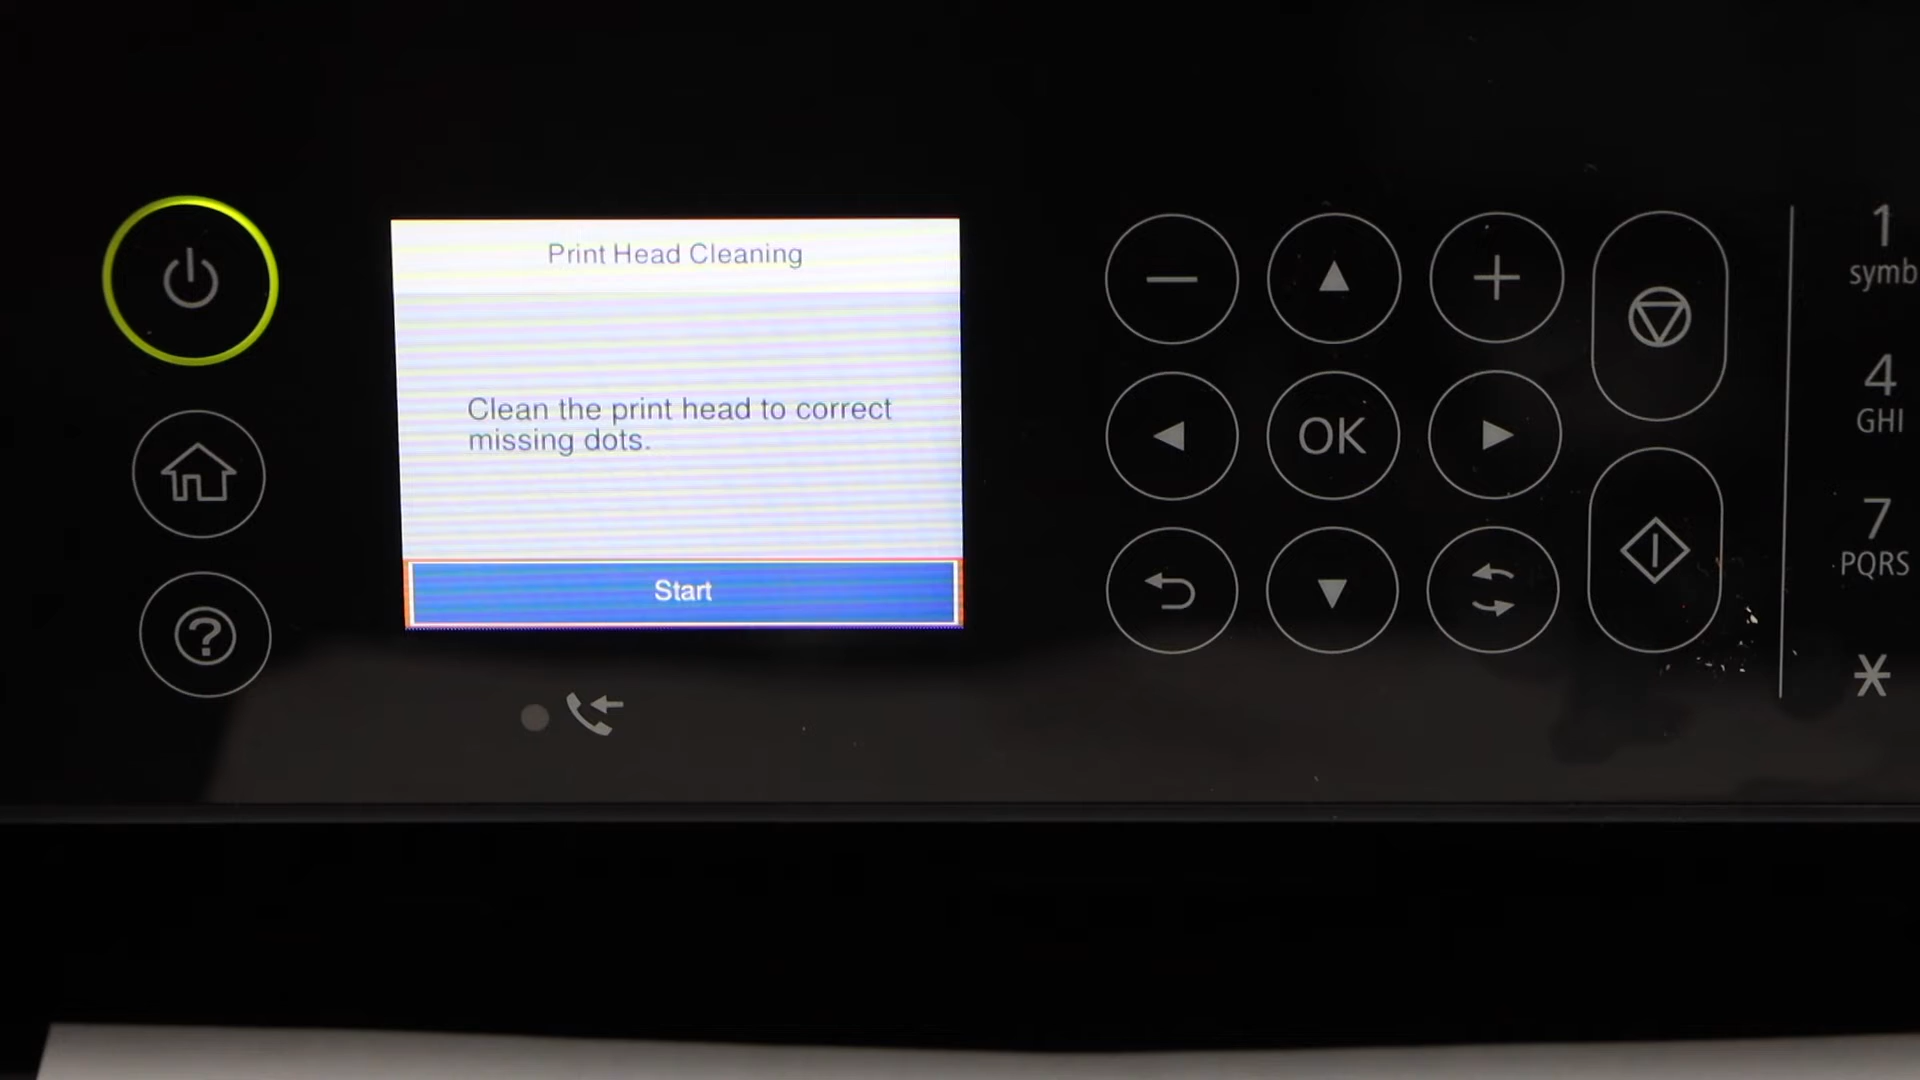 Print Head Cleaning
Clean the print head to correct
missing dots.
Start
OK
1
symb
4
GHI
7
PQRS
*